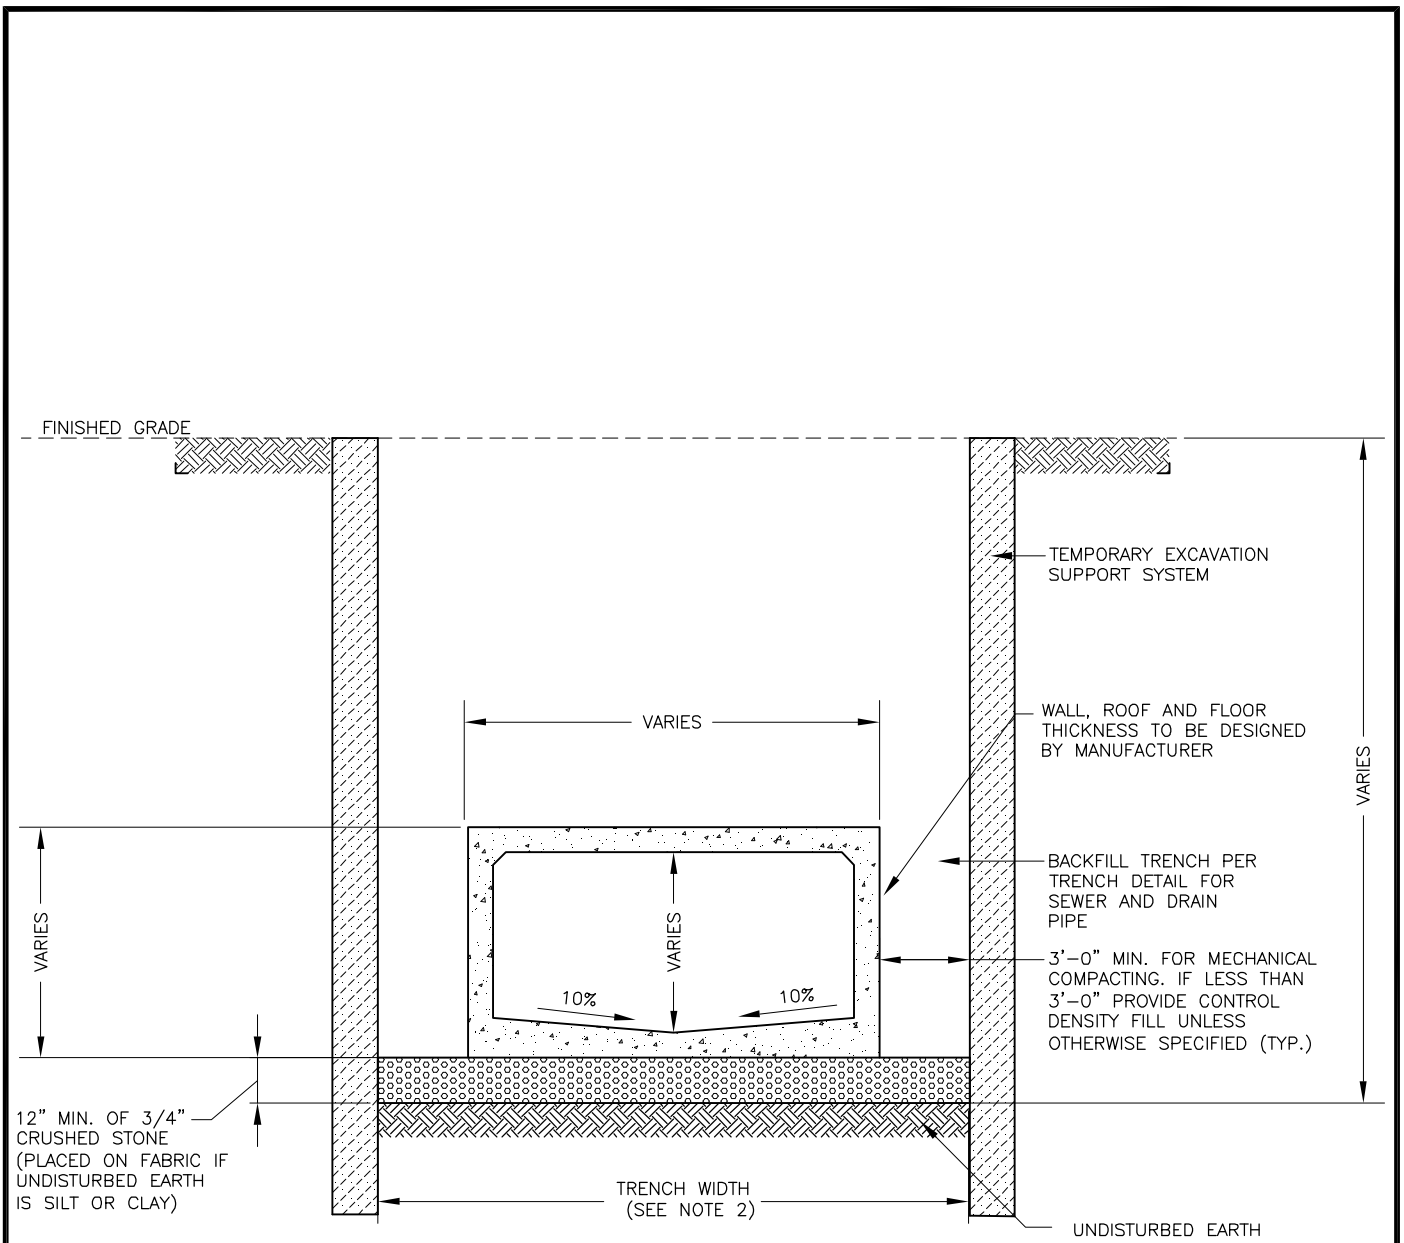 FINISHED GRADE
TEMPORARY EXCAVATION
SUPPORT SYSTEM
WALL, ROOF AND FLOOR
THICKNESS TO BE DESIGNED
BY MANUFACTURER
VARIES
VARIES
BACKFILL TRENCH PER
TRENCH DETAIL FOR
SEWER AND DRAIN
PIPE
VARIES
VARIES
3'-0" MIN. FOR MECHANICAL
COMPACTING. IF LESS THAN
3'-0" PROVIDE CONTROL
DENSITY FILL UNLESS
OTHERWISE SPECIFIED (TYP.)
10%
10%
12" MIN. OF 3/4"
CRUSHED STONE
(PLACED ON FABRIC IF
UNDISTURBED EARTH
IS SILT OR CLAY)
TRENCH WIDTH
(SEE NOTE 2)
UNDISTURBED EARTH